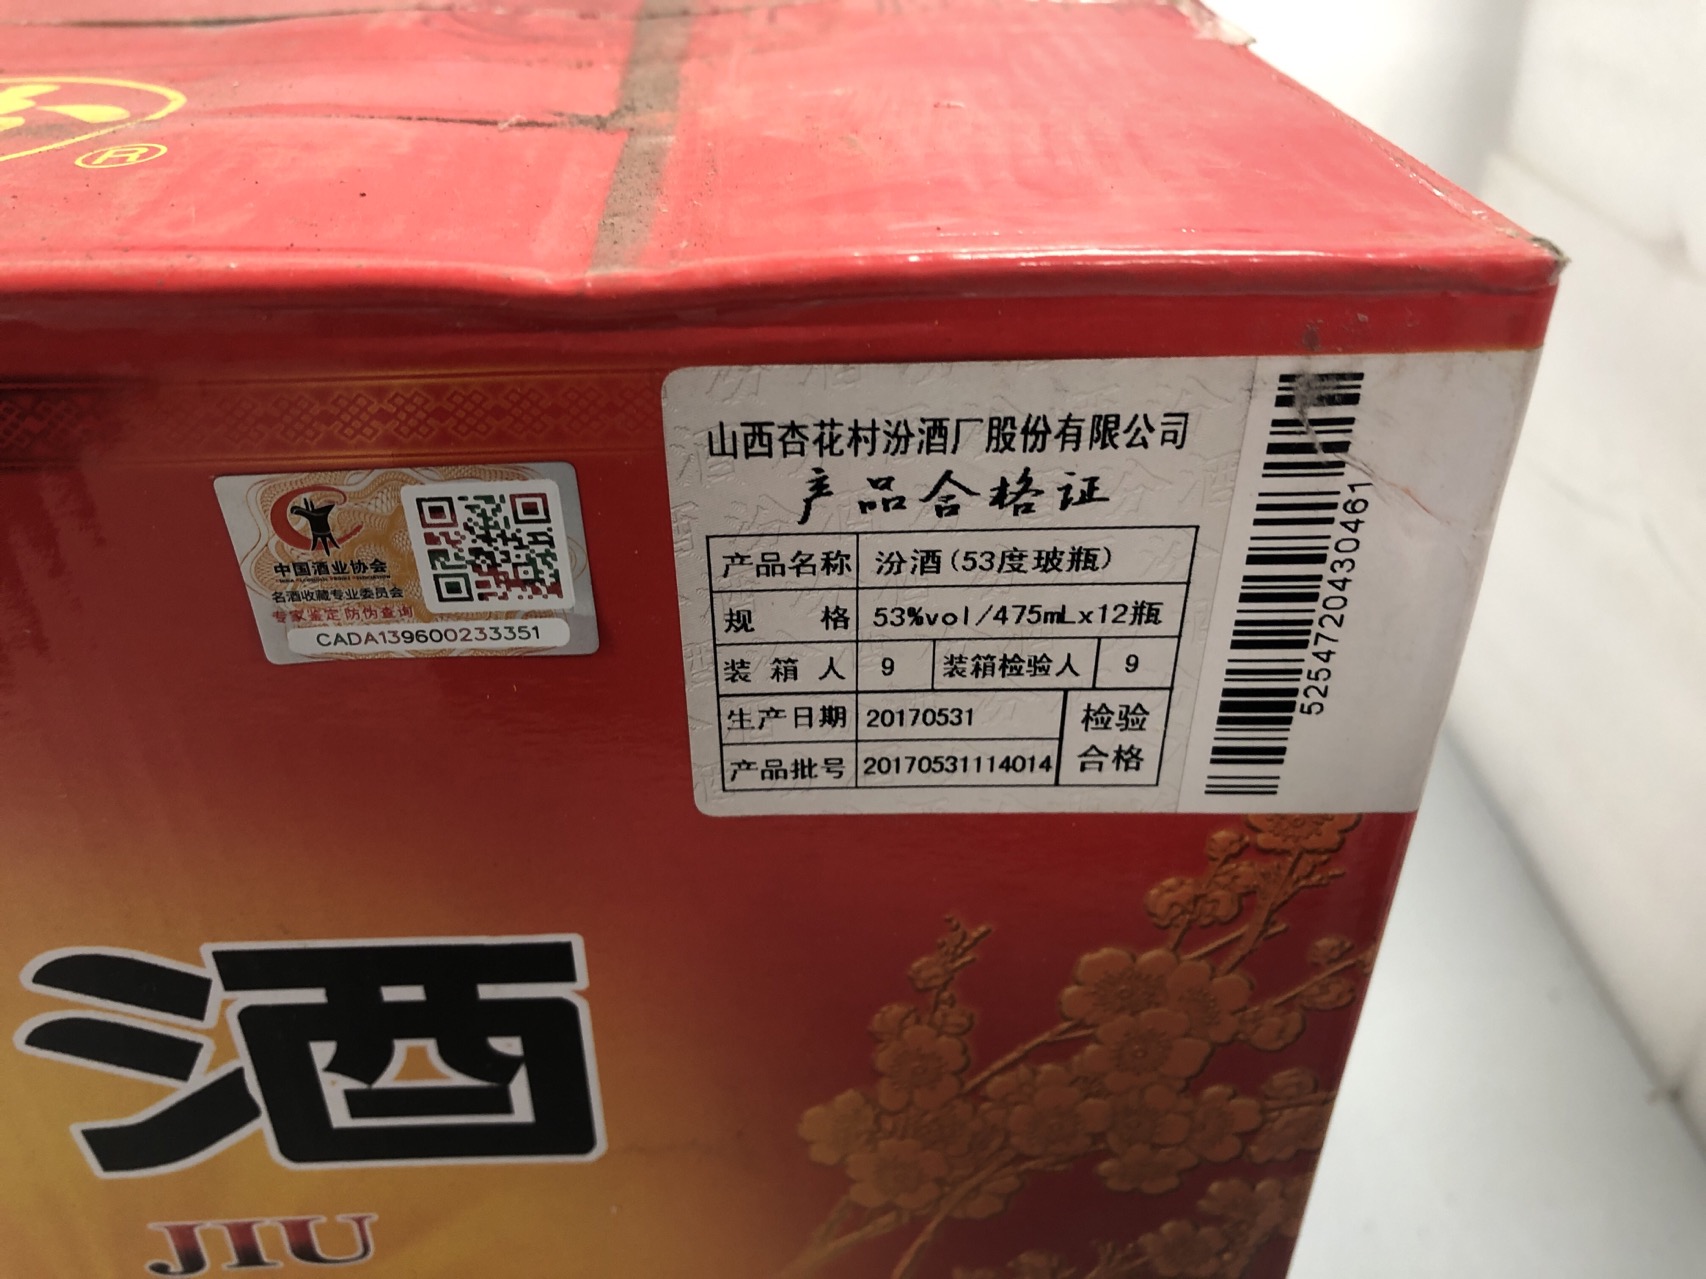 ®
中国酒业协会
名酒收藏专业委员会
专家鉴定 防伪查询
CADA139600233351
山西杏花村汾酒厂股份有限公司
产品合格证
产品名称 汾酒(53度玻瓶)
规 格 53%vol/475mLx12瓶
装 箱 人 9 装箱检验人 9
生产日期 20170531 检验
产品批号 20170531114014 合格
5254720430461
酒
JIU